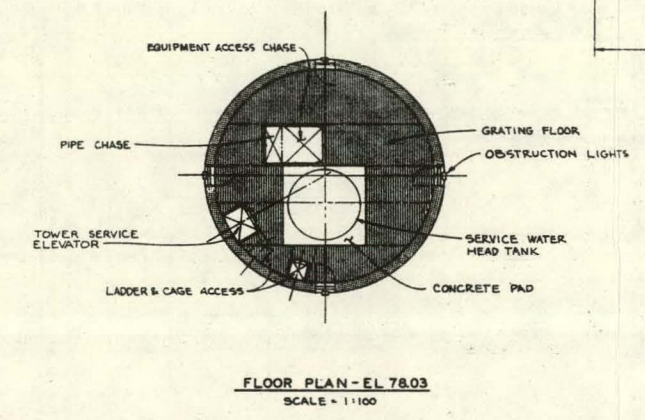 EQUIPMENT ACCESS CHASE
PIPE CHASE
GRATING FLOOR
OBSTRUCTION LIGHTS
TOWER SERVICE
ELEVATOR
SERVICE WATER
HEAD TANK
LADDER & CAGE ACCESS
CONCRETE PAD
FLOOR PLAN - EL 78.03
SCALE = 1:100